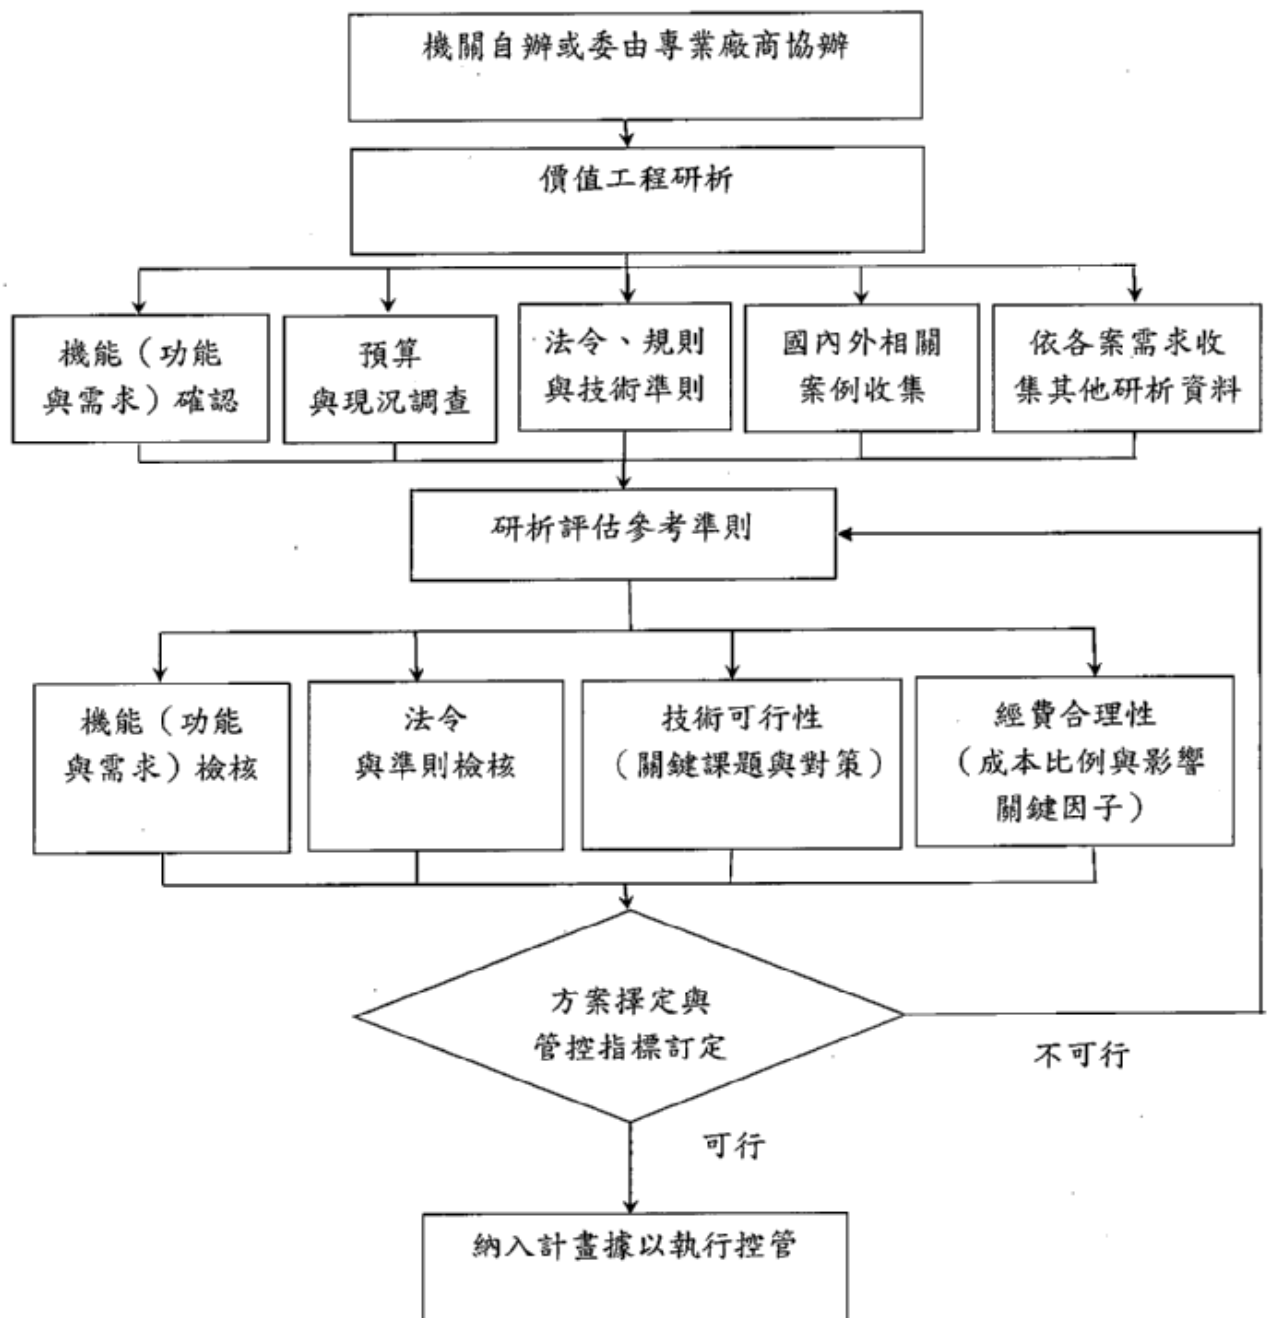 機關自辦或委由專業廠商協辦
價值工程研析
機能（功能
與需求）確認
預算
與現況調查
法令、規則
與技術準則
國內外相關
案例收集
依各案需求收
集其他研析資料
研析評估參考準則
機能（功能
與需求）檢核
法令
與準則檢核
技術可行性
（關鍵課題與對策）
經費合理性
（成本比例與影響
關鍵因子）
方案擇定與
管控指標訂定
不可行
可行
納入計畫據以執行控管